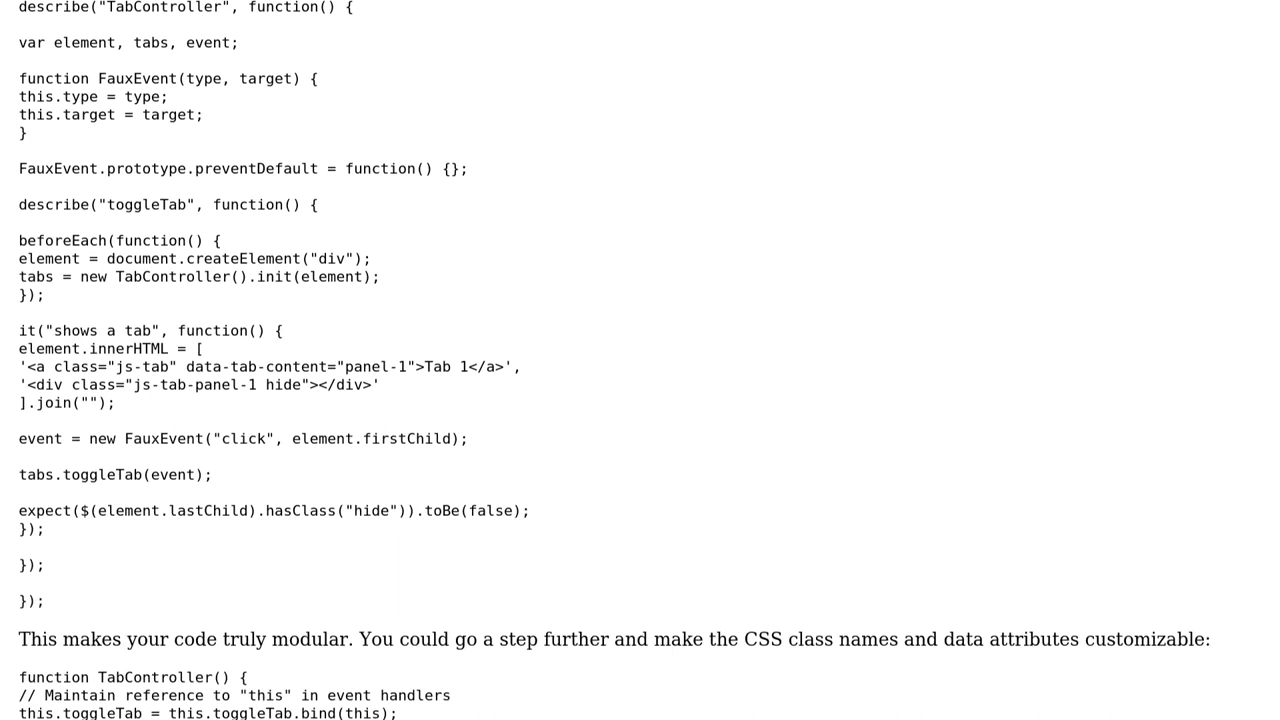 describe("TabController", function() {
var element, tabs, event;
function FauxEvent(type, target) {
this.type = type;
this.target = target;
}
FauxEvent.prototype.preventDefault = function() {};
describe("toggleTab", function() {
beforeEach(function() {
element = document.createElement("div");
tabs = new TabController().init(element);
});
it("shows a tab", function() {
element.innerHTML = [
'<a class="js-tab" data-tab-content="panel-1">Tab 1</a>',
'<div class="js-tab-panel-1 hide"></div>'
].join("");
event = new FauxEvent("click", element.firstChild);
tabs.toggleTab(event);
expect($(element.lastChild).hasClass("hide")).toBe(false);
});
});
});
This makes your code truly modular. You could go a step further and make the CSS class names and data attributes customizable:
function TabController() {
// Maintain reference to "this" in event handlers
this.toggleTab = this.toggleTab.bind(this);